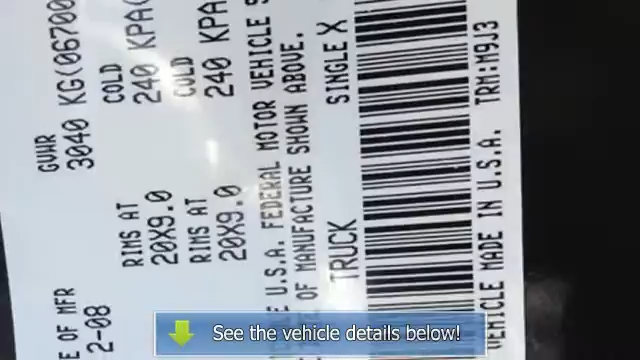 E OF MFR
2-08
GVWR
3040 KG(06700
RIMS AT
20X9.0
COLD
240 KPA(
RIMS AT
20X9.0
COLD
240 KPA
U.S.A. FEDERAL MOTOR VEHICLE
OF MANUFACTURE SHOWN ABOVE.
TRUCK
SINGLE X
VEHICLE MADE IN U.S.A.
TRM:M9J3
See the vehicle details below!